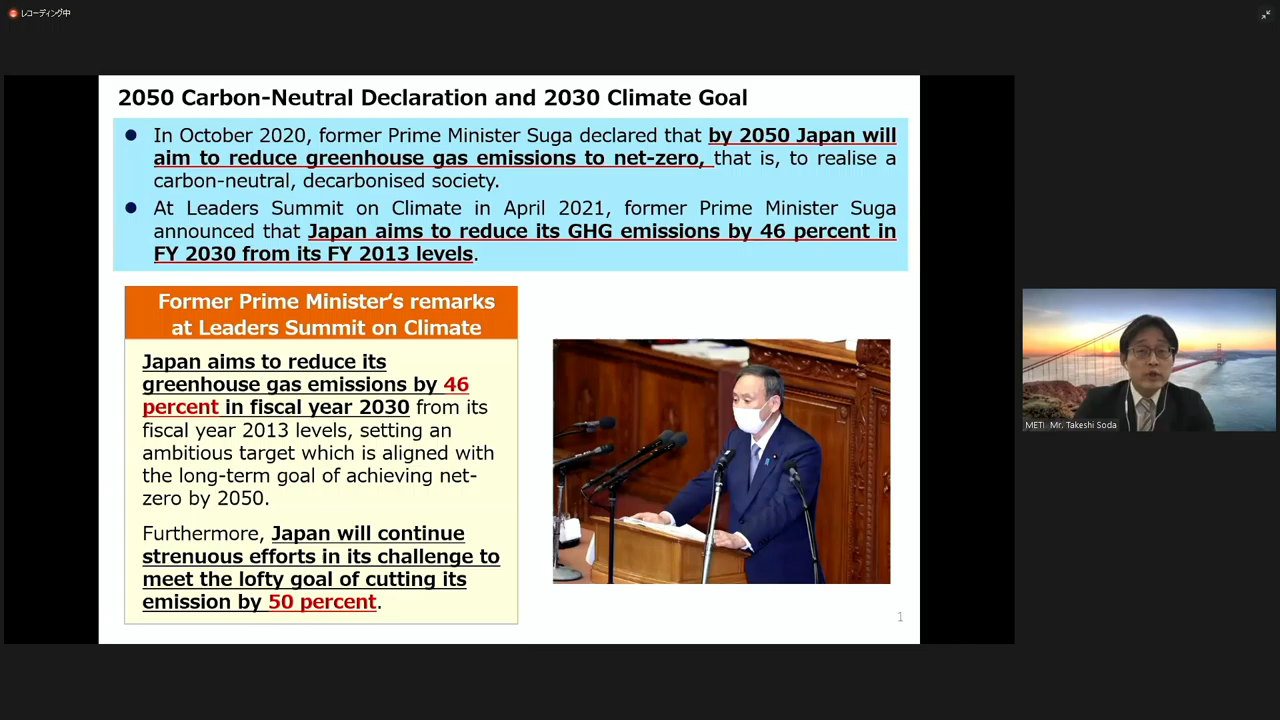 レコーディング中
2050 Carbon-Neutral Declaration and 2030 Climate Goal
● In October 2020, former Prime Minister Suga declared that by 2050 Japan will
aim to reduce greenhouse gas emissions to net-zero, that is, to realise a
carbon-neutral, decarbonised society.
● At Leaders Summit on Climate in April 2021, former Prime Minister Suga
announced that Japan aims to reduce its GHG emissions by 46 percent in
FY 2030 from its FY 2013 levels.
Former Prime Minister's remarks
at Leaders Summit on Climate
Japan aims to reduce its
greenhouse gas emissions by 46
percent in fiscal year 2030 from its
fiscal year 2013 levels, setting an
ambitious target which is aligned with
the long-term goal of achieving net-
zero by 2050.
Furthermore, Japan will continue
strenuous efforts in its challenge to
meet the lofty goal of cutting its
emission by 50 percent.
1
METI Mr. Takeshi Soda